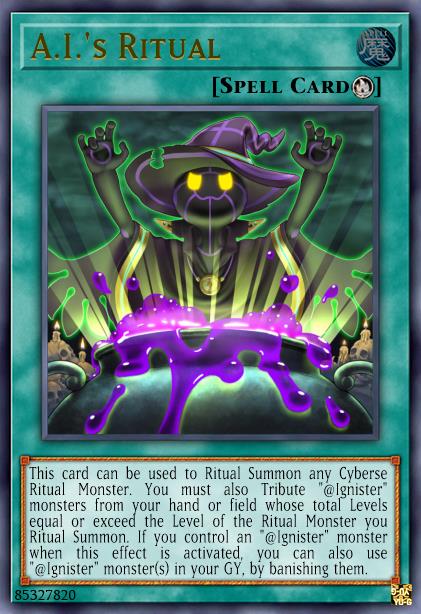 A.I.'s Ritual
魔
[Spell Card]
This card can be used to Ritual Summon any Cyberse
Ritual Monster. You must also Tribute "@Ignister"
monsters from your hand or field whose total Levels
equal or exceed the Level of the Ritual Monster you
Ritual Summon. If you control an "@Ignister" monster
when this effect is activated, you can also use
"@Ignister" monster(s) in your GY, by banishing them.
85327820